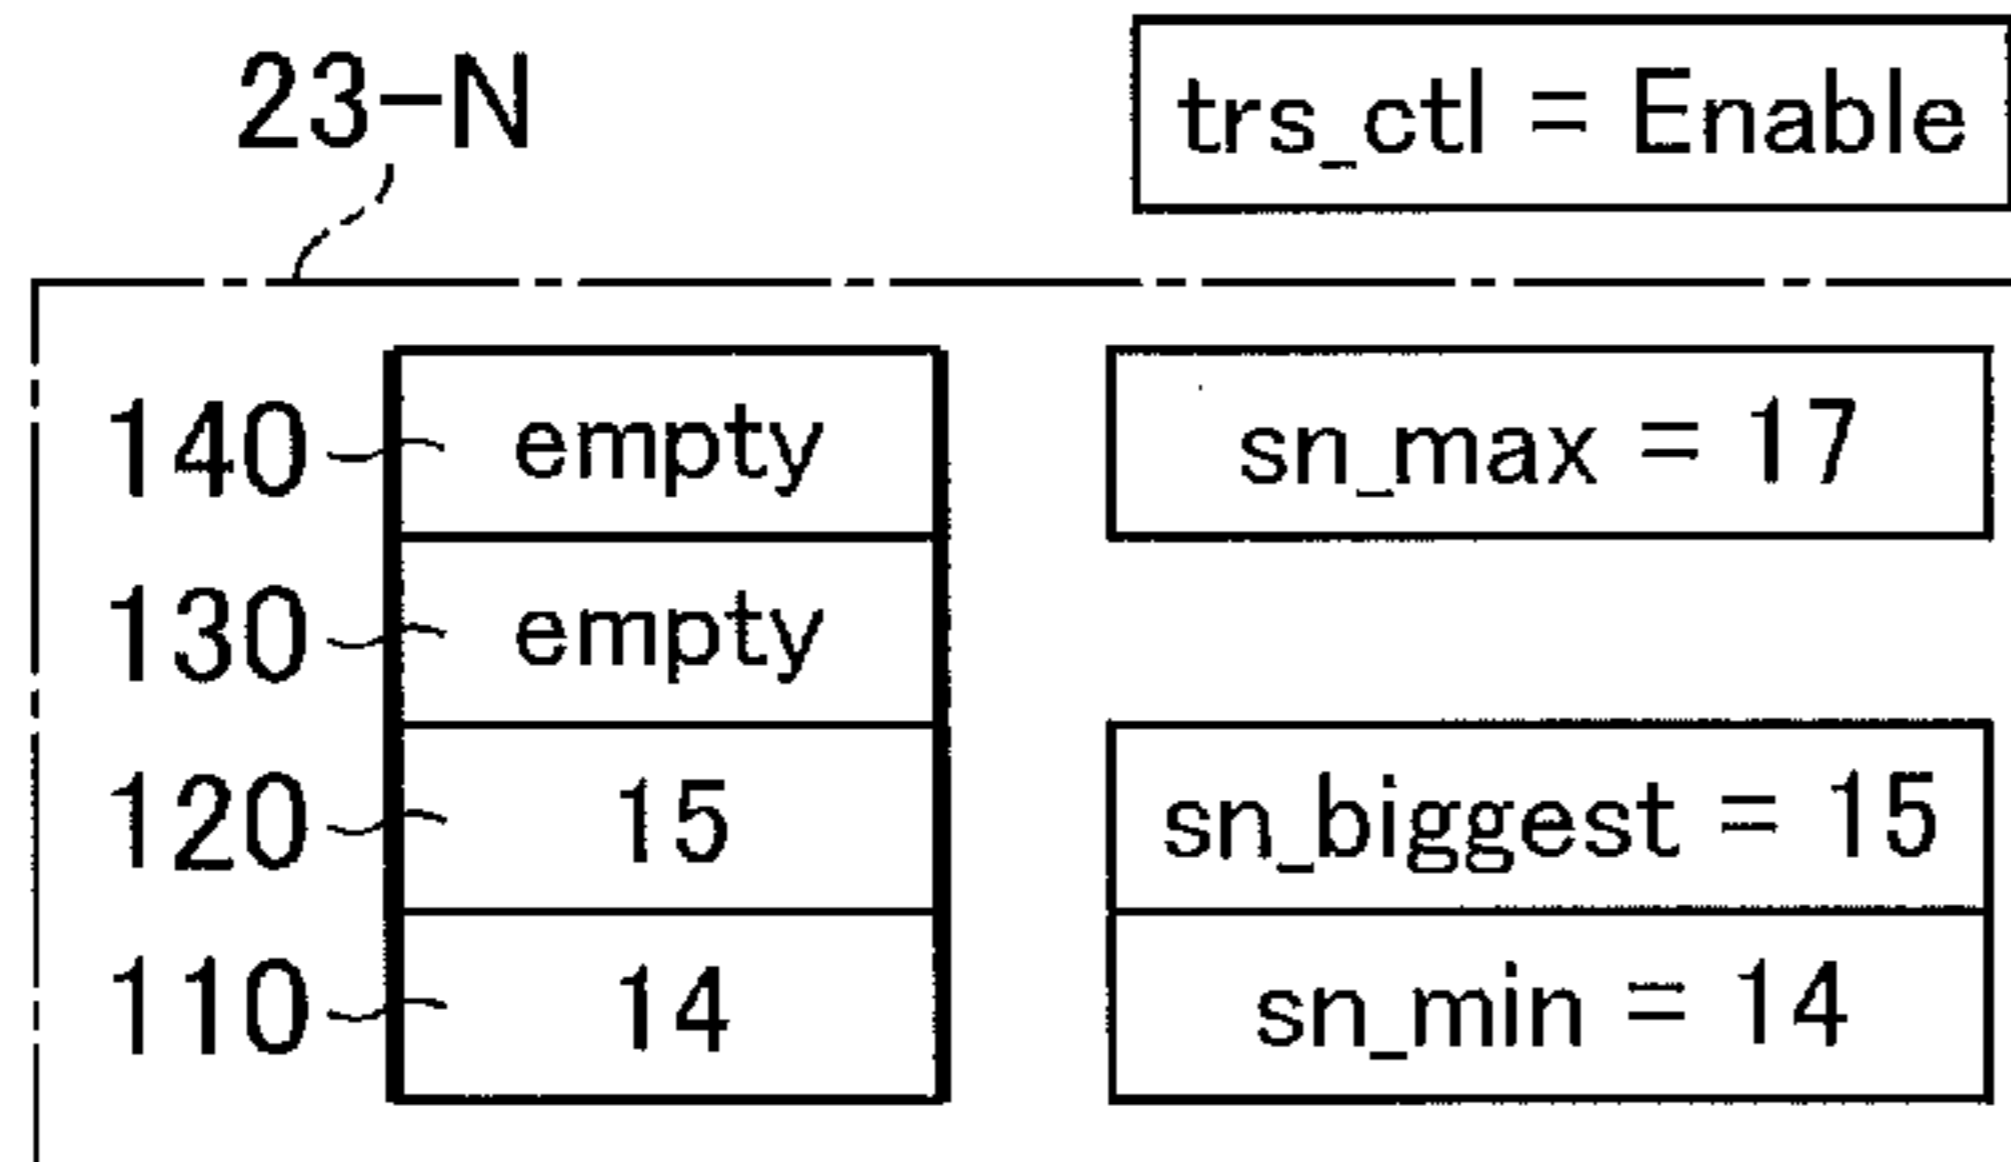 23-N
trs_ctl = Enable
140 empty sn_max = 17
130 empty
120 15 sn_biggest = 15
110 14 sn_min = 14